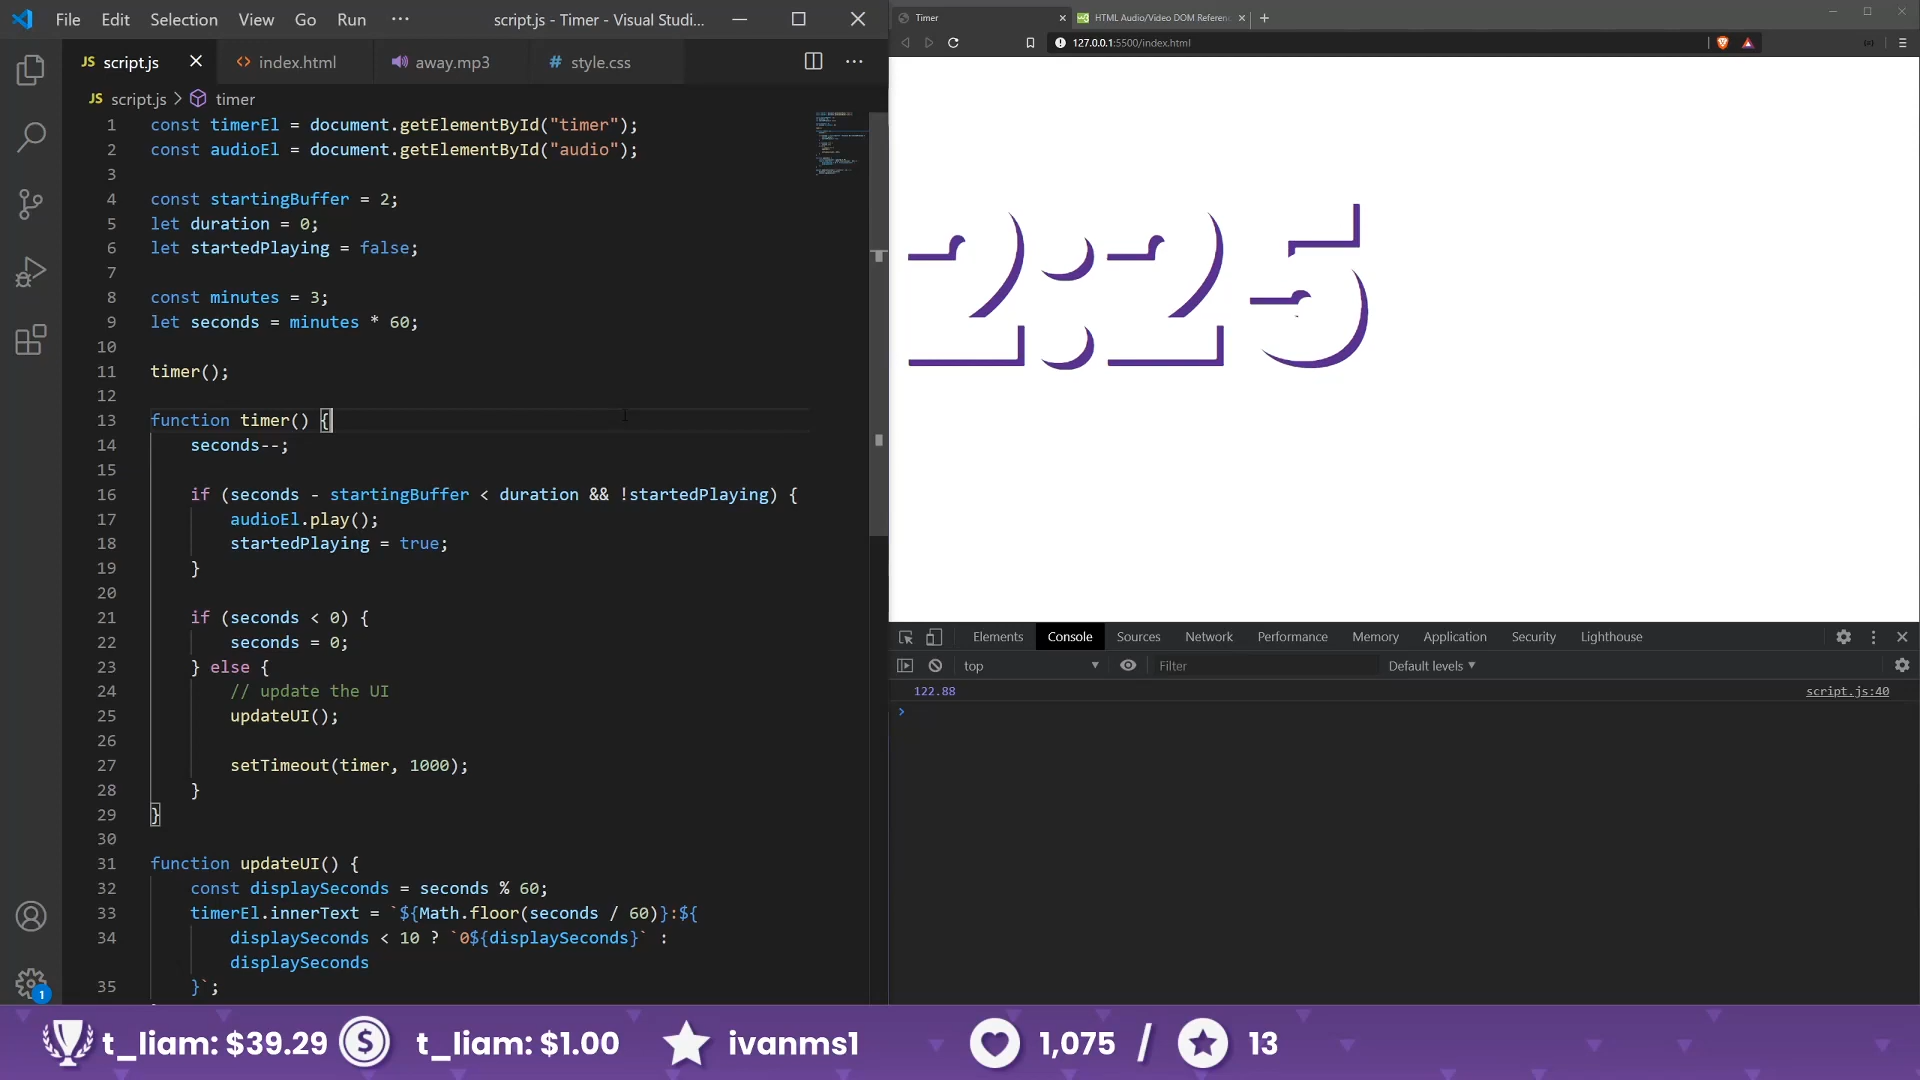 File Edit Selection View Go Run ··· script.js - Timer - Visual Studi...
JS script.js index.html away.mp3 # style.css
JS script.js > timer
1 const timerEl = document.getElementById("timer");
2 const audioEl = document.getElementById("audio");
3
4 const startingBuffer = 2;
5 let duration = 0;
6 let startedPlaying = false;
7
8 const minutes = 3;
9 let seconds = minutes * 60;
10
11 timer();
12
13 function timer() {
14 seconds--;
15
16 if (seconds - startingBuffer < duration && !startedPlaying) {
17 audioEl.play();
18 startedPlaying = true;
19 }
20
21 if (seconds < 0) {
22 seconds = 0;
23 } else {
24 // update the UI
25 updateUI();
26
27 setTimeout(timer, 1000);
28 }
29 }
30
31 function updateUI() {
32 const displaySeconds = seconds % 60;
33 timerEl.innerText = `${Math.floor(seconds / 60)}:${
34 displaySeconds < 10 ? `0${displaySeconds}` :
displaySeconds
35 }`;
1
Timer HTML Audio/Video DOM Referen
127.0.0.1:5500/index.html
2:25
Elements Console Sources Network Performance Memory Application Security Lighthouse
top Filter Default levels
122.88 script.js:40
>
t_liam: $39.29 $ t_liam: $1.00 ivanms1 1,075 / 13